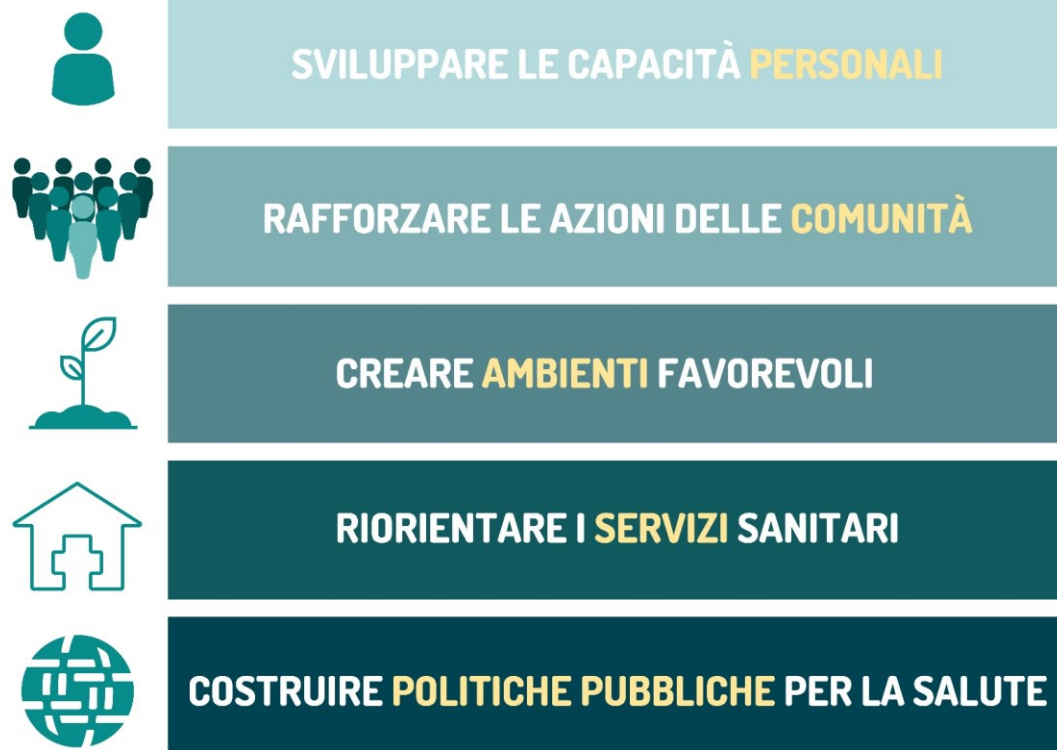 SVILUPPARE LE CAPACITÀ PERSONALI
RAFFORZARE LE AZIONI DELLE COMUNITÀ
CREARE AMBIENTI FAVOREVOLI
RIORIENTARE I SERVIZI SANITARI
COSTRUIRE POLITICHE PUBBLICHE PER LA SALUTE